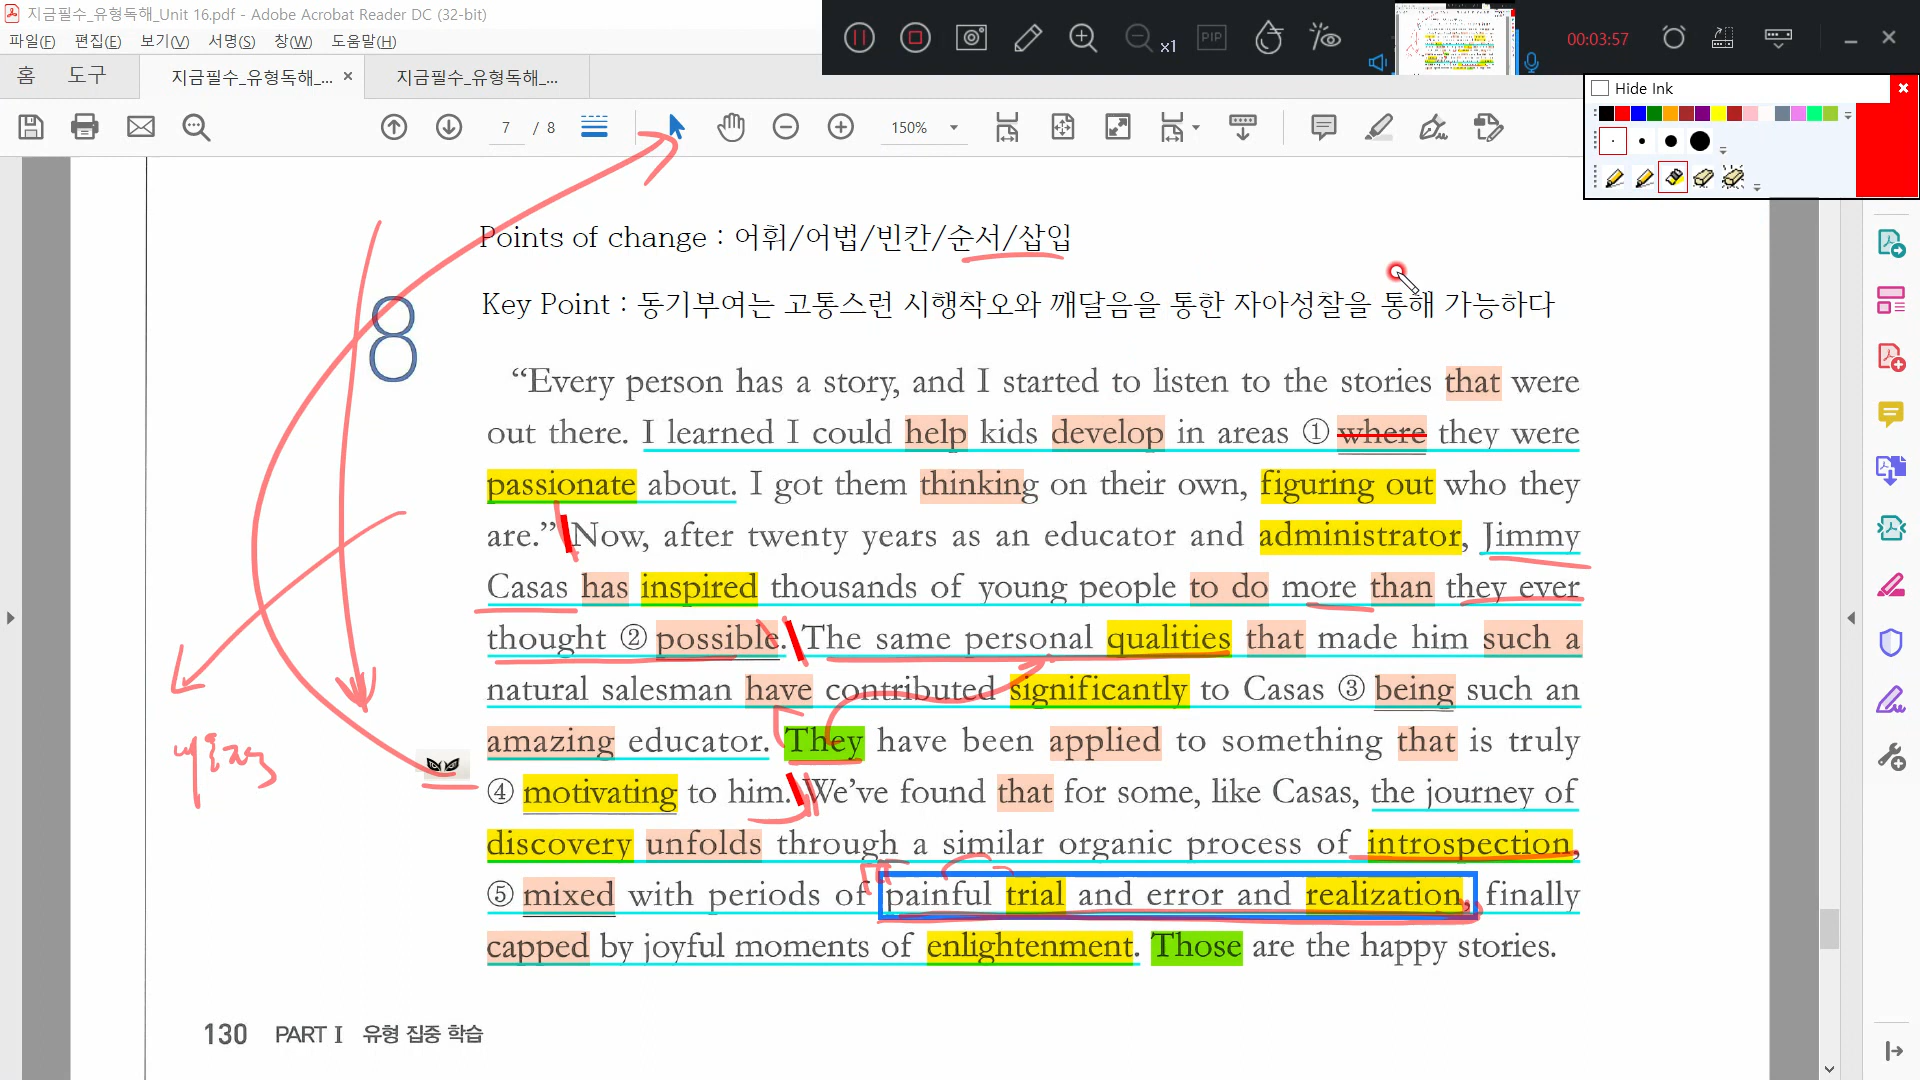 지금필수_유형독해_Unit 16.pdf - Adobe Acrobat Reader DC (32-bit)
파일(F) 편집(E) 보기(V) 서명(S) 창(W) 도움말(H)
x1 PIP 00:03:57
홈 도구 지금필수_유형독해_... × 지금필수_유형독해_...
Hide Ink
7 / 8 150%
Points of change : 어휘/어법/빈칸/순서/삽입
8
Key Point : 동기부여는 고통스런 시행착오와 깨달음을 통한 자아성찰을 통해 가능하다
“Every person has a story, and I started to listen to the stories that were
out there. I learned I could help kids develop in areas ① where they were
passionate about. I got them thinking on their own, figuring out who they
are.” Now, after twenty years as an educator and administrator, Jimmy
Casas has inspired thousands of young people to do more than they ever
thought ② possible. The same personal qualities that made him such a
natural salesman have contributed significantly to Casas ③ being such an
amazing educator. They have been applied to something that is truly
④ motivating to him. We’ve found that for some, like Casas, the journey of
discovery unfolds through a similar organic process of introspection,
⑤ mixed with periods of painful trial and error and realization, finally
capped by joyful moments of enlightenment. Those are the happy stories.
130 PART I 유형 집중 학습